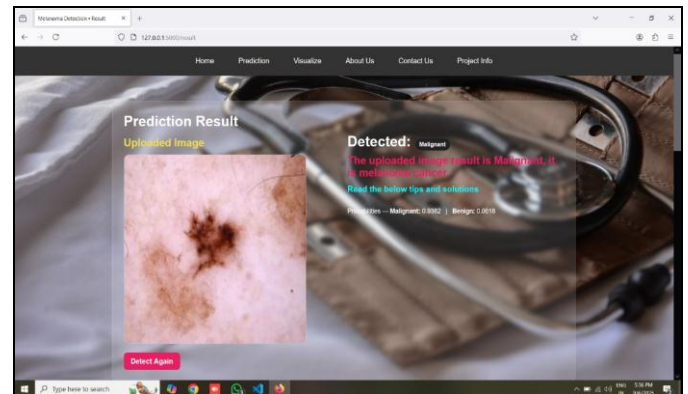 Melanoma Detection • Result
127.0.0.1:5000/result
Home Prediction Visualize About Us Contact Us Project Info
Prediction Result
Uploaded Image
Detected: Malignant
The uploaded image result is Malignant, it
is melanoma cancer
Read the below tips and solutions
Probabilities — Malignant: 0.9382 | Benign: 0.0618
Detect Again
Type here to search
ENG 5:36 PM
IN